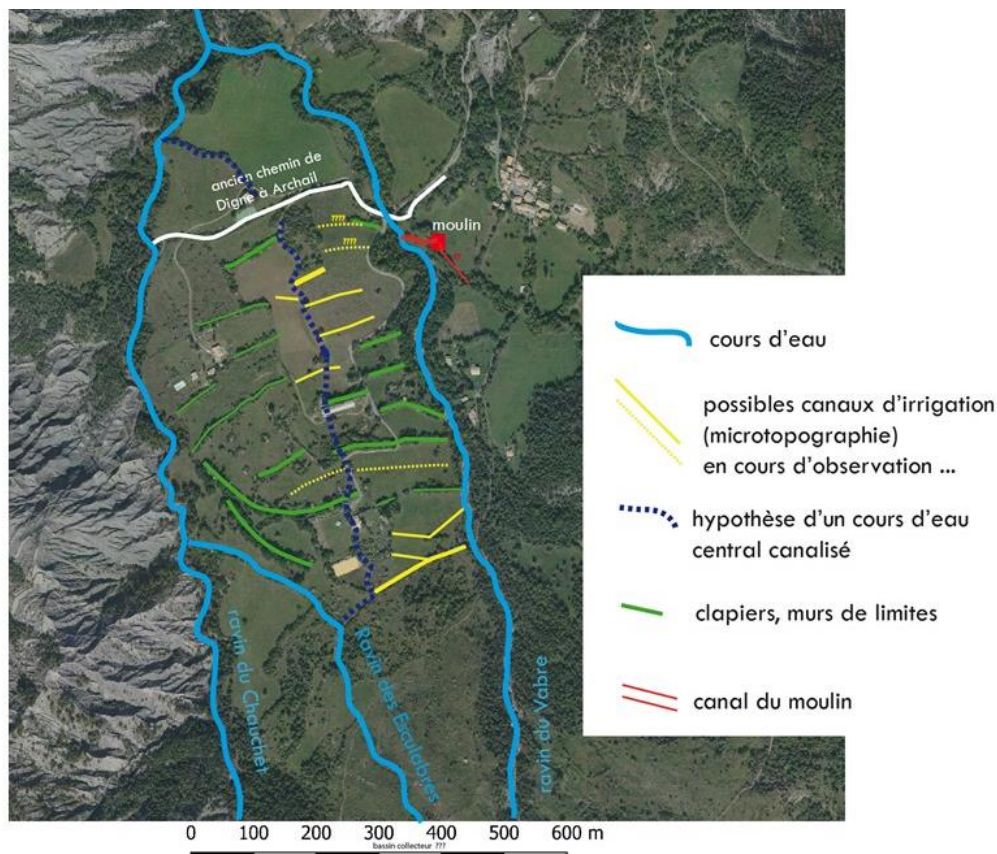 ancien chemin de
Digne à Archail
????
????
moulin
cours d'eau
possibles canaux d'irrigation
(microtopographie)
en cours d'observation ...
hypothèse d'un cours d'eau
central canalisé
clapiers, murs de limites
canal du moulin
ravin du Chauchet
Ravin des Esculabres
ravin du Vabre
0 100 200 300 400 500 600 m
bassin collecteur ???